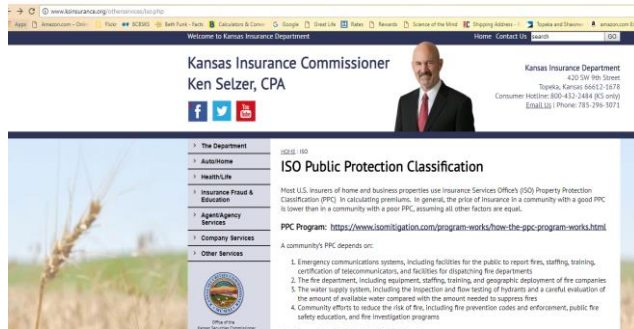 www.ksinsurance.org/otherservices/iso.php
Apps Amazon.com – Onlin Flickr BCEMS Beth Funk - Facts Calculators & Conve Google Great Life Rates Rewards Science of the Mind Shipping Address - Topeka and Shawnee amazon.com
Welcome to Kansas Insurance Department
Home Contact Us search GO
Kansas Insurance Commissioner
Ken Selzer, CPA
You
Kansas Insurance Department
420 SW 9th Street
Topeka, Kansas 66612-1678
Consumer Hotline: 800-432-2484 (KS only)
Email Us | Phone: 785-296-3071
The Department
Auto/Home
Health/Life
Insurance Fraud &
Education
Agent/Agency
Services
Company Services
Other Services
Office of the
Kansas Securities Commissioner
HOME | ISO
ISO Public Protection Classification
Most U.S. insurers of home and business properties use Insurance Services Office's (ISO) Property Protection
Classification (PPC) in calculating premiums. In general, the price of insurance in a community with a good PPC
is lower than in a community with a poor PPC, assuming all other factors are equal.
PPC Program: https://www.isomitigation.com/program-works/how-the-ppc-program-works.html
A community's PPC depends on:
1. Emergency communications systems, including facilities for the public to report fires, staffing, training,
certification of telecommunicators, and facilities for dispatching fire departments
2. The fire department, including equipment, staffing, training, and geographic deployment of fire companies
3. The water supply system, including the inspection and flow testing of hydrants and a careful evaluation of
the amount of available water compared with the amount needed to suppress fires
4. Community efforts to reduce the risk of fire, including fire prevention codes and enforcement, public fire
safety education, and fire investigation programs